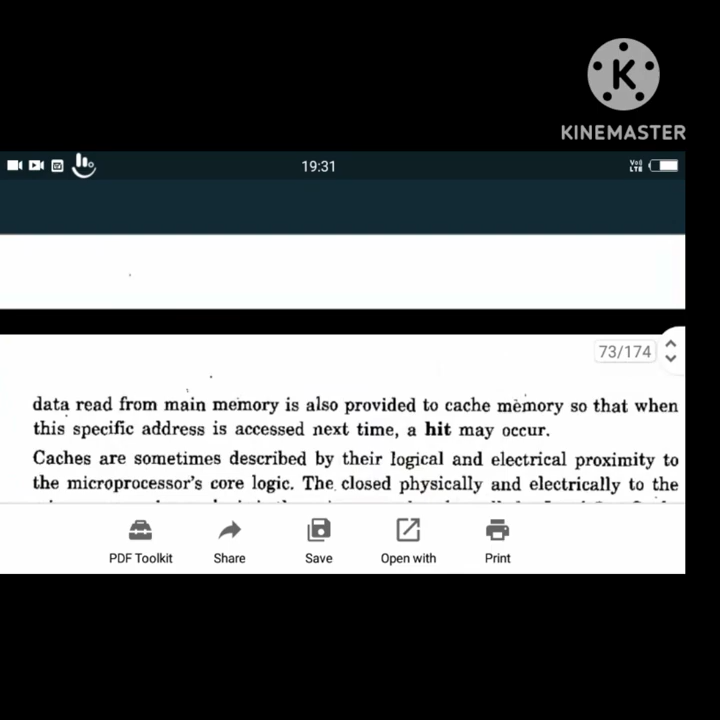 KINEMASTER
19:31
Voλ
LTE
73/174
data read from main memory is also provided to cache memory so that when
this specific address is accessed next time, a hit may occur.
Caches are sometimes described by their logical and electrical proximity to
the microprocessor's core logic. The closed physically and electrically to the
PDF Toolkit
Share
Save
Open with
Print